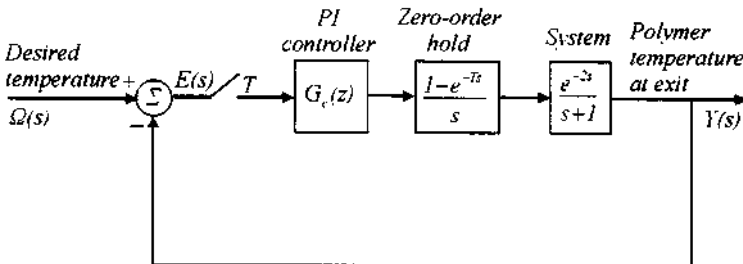 PI
controller
Zero-order
hold
System
Polymer
temperature
at exit
Desired
temperature
+
Σ
−
E(s)
T
G_c(z)
1−e^{−Ts}
s
e^{−2s}
s+1
Ω(s)
Y(s)